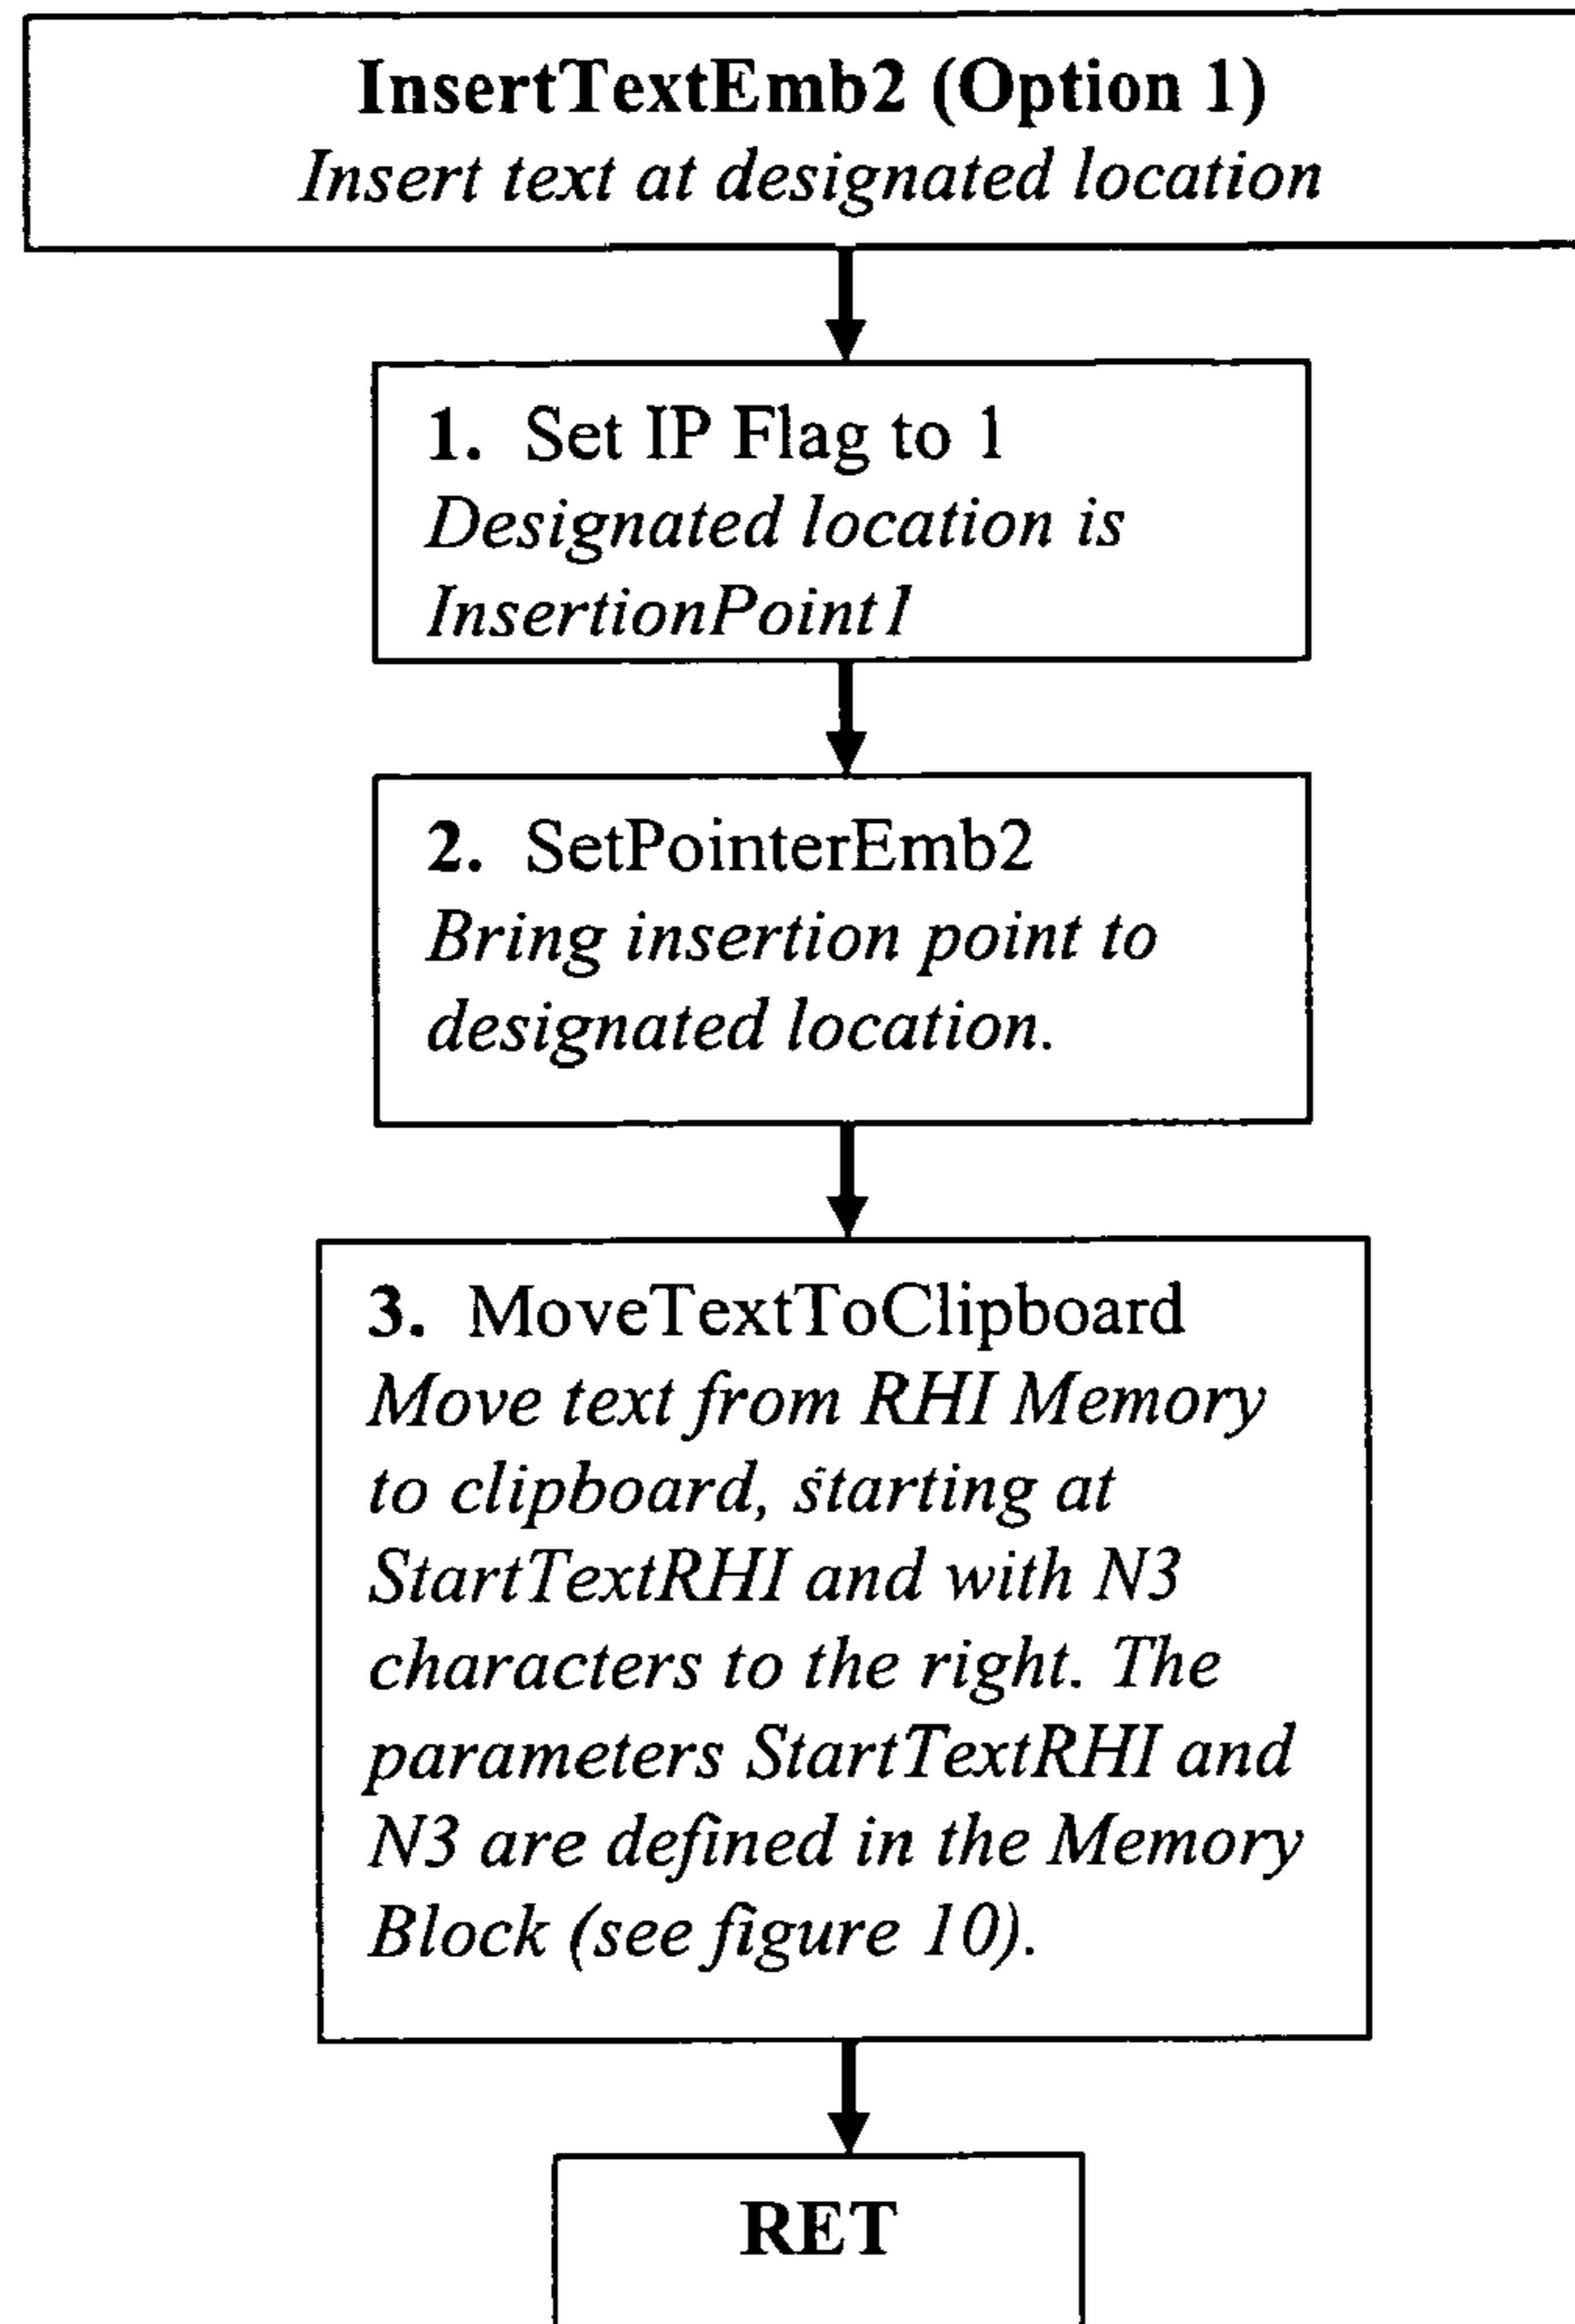 InsertTextEmb2 (Option 1)
Insert text at designated location
1. Set IP Flag to 1
Designated location is
InsertionPoint1
2. SetPointerEmb2
Bring insertion point to
designated location.
3. MoveTextToClipboard
Move text from RHI Memory
to clipboard, starting at
StartTextRHI and with N3
characters to the right. The
parameters StartTextRHI and
N3 are defined in the Memory
Block (see figure 10).
RET